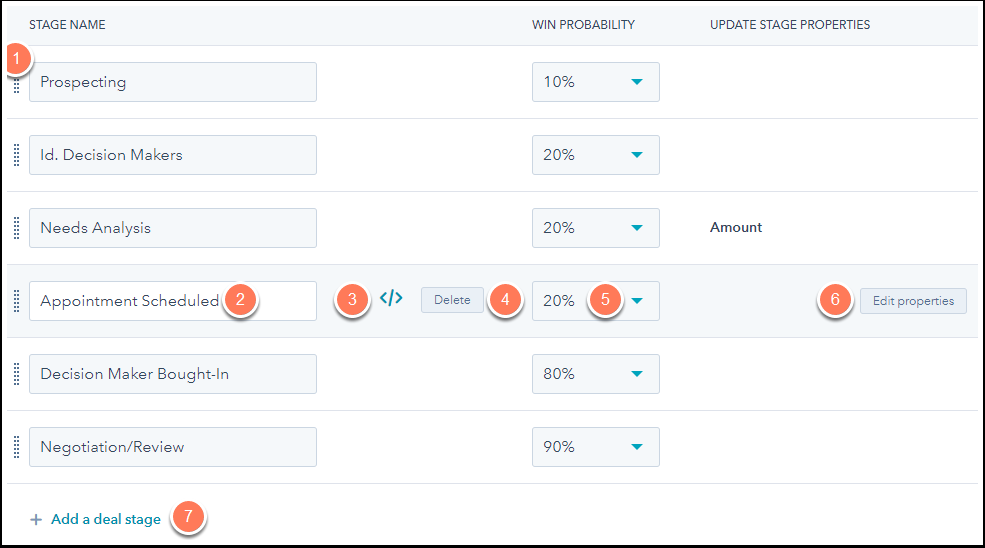 STAGE NAME WIN PROBABILITY UPDATE STAGE PROPERTIES
1
Prospecting 10%
Id. Decision Makers 20%
Needs Analysis 20% Amount
Appointment Scheduled 2 3 </> Delete 4 20% 5 6 Edit properties
Decision Maker Bought-In 80%
Negotiation/Review 90%
+ Add a deal stage 7